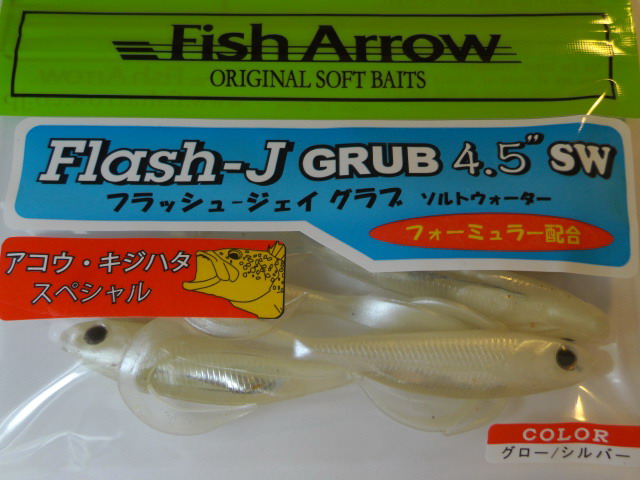 Fish Arrow
ORIGINAL SOFT BAITS
Flash-J GRUB 4.5" SW
フラッシュ-ジェイ グラブ ソルトウォーター
フォーミュラー配合
アコウ・キジハタ
スペシャル
COLOR
グロー/シルバー